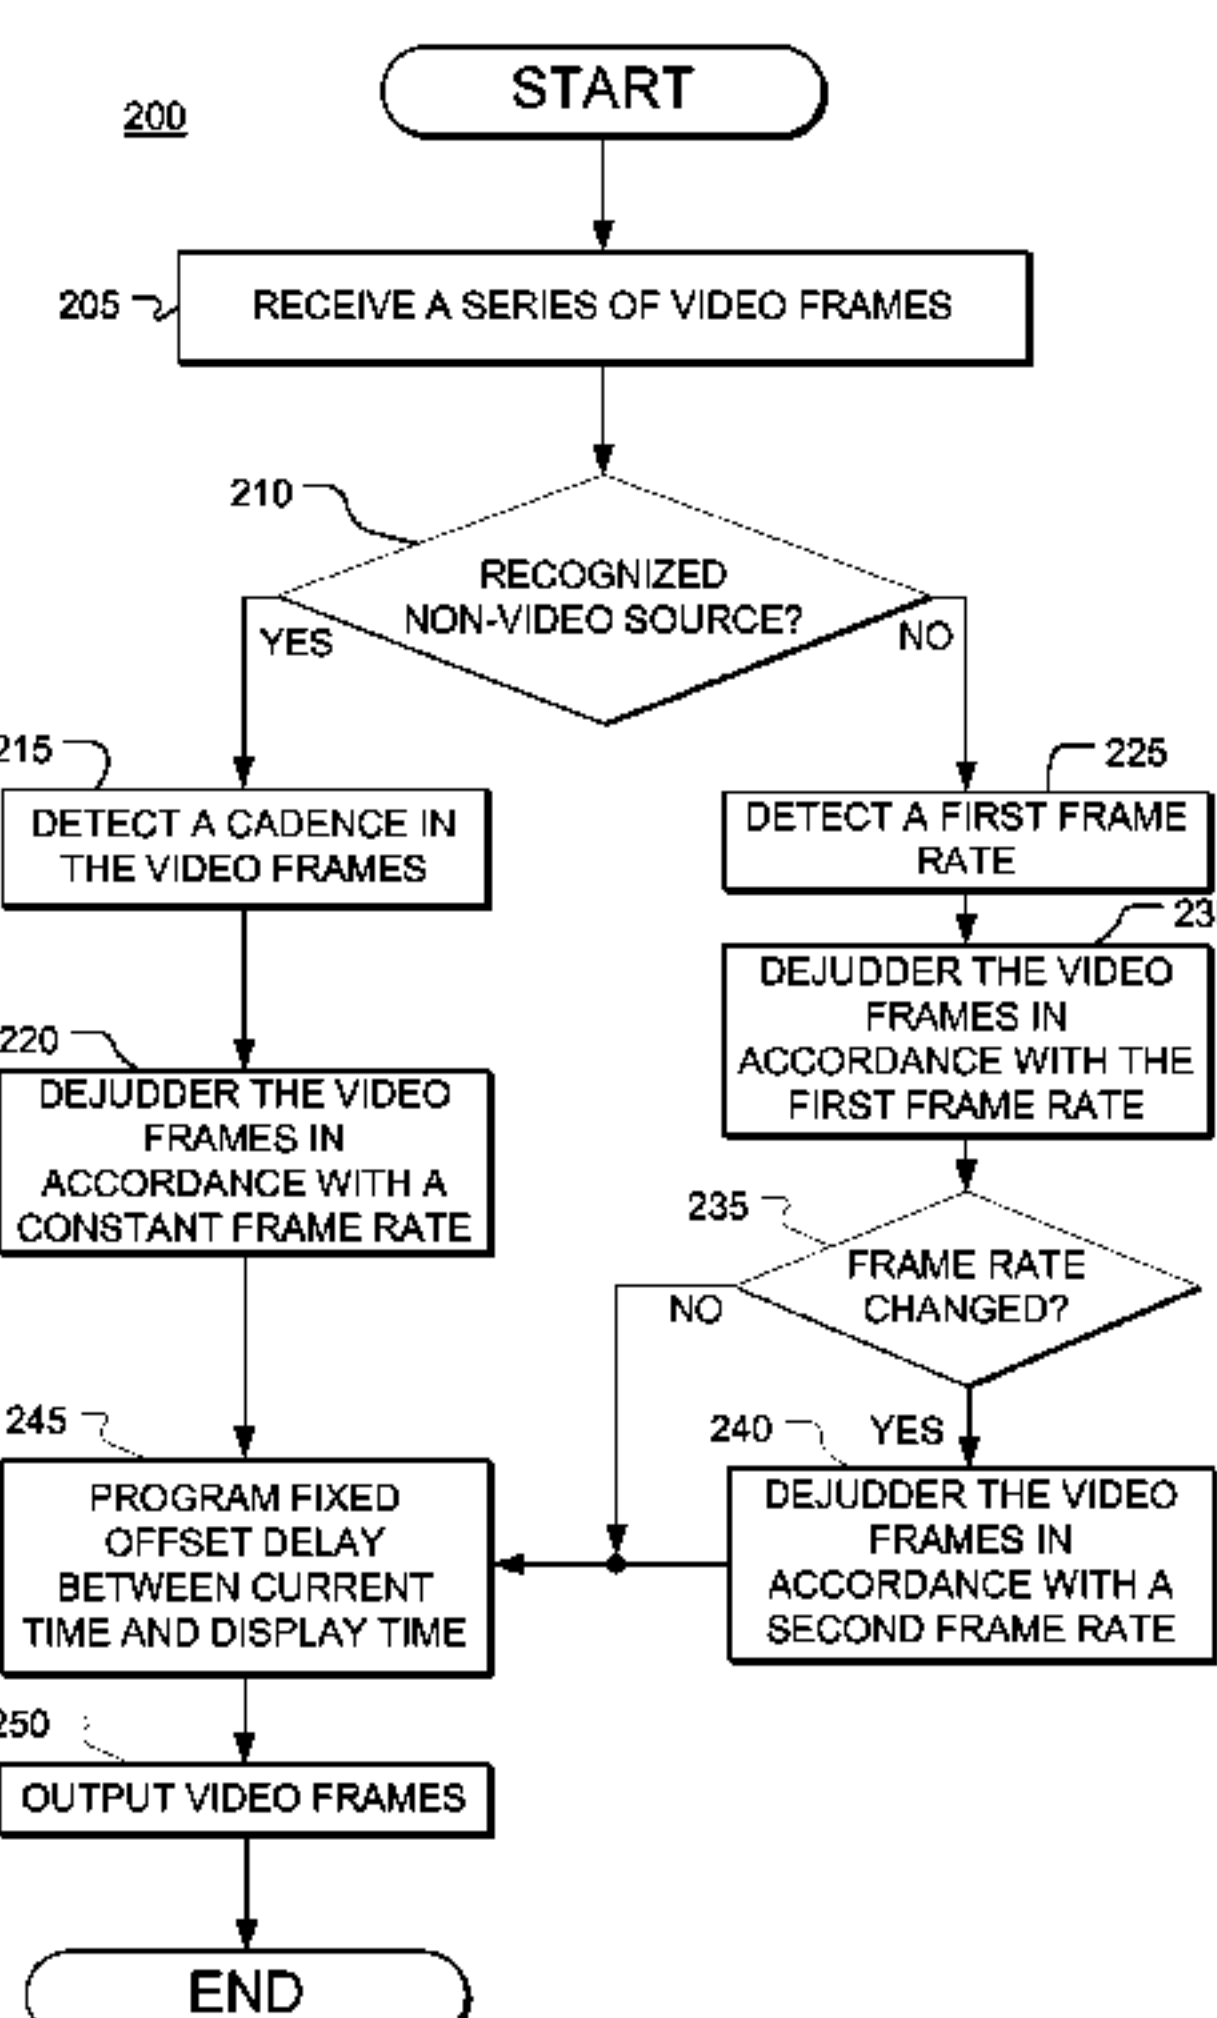 START
200
205
RECEIVE A SERIES OF VIDEO FRAMES
210
RECOGNIZED
NON-VIDEO SOURCE?
YES
NO
215
DETECT A CADENCE IN
THE VIDEO FRAMES
225
DETECT A FIRST FRAME
RATE
23
DEJUDDER THE VIDEO
FRAMES IN
ACCORDANCE WITH THE
FIRST FRAME RATE
220
DEJUDDER THE VIDEO
FRAMES IN
ACCORDANCE WITH A
CONSTANT FRAME RATE
235
FRAME RATE
CHANGED?
NO
YES
240
DEJUDDER THE VIDEO
FRAMES IN
ACCORDANCE WITH A
SECOND FRAME RATE
245
PROGRAM FIXED
OFFSET DELAY
BETWEEN CURRENT
TIME AND DISPLAY TIME
250
OUTPUT VIDEO FRAMES
END